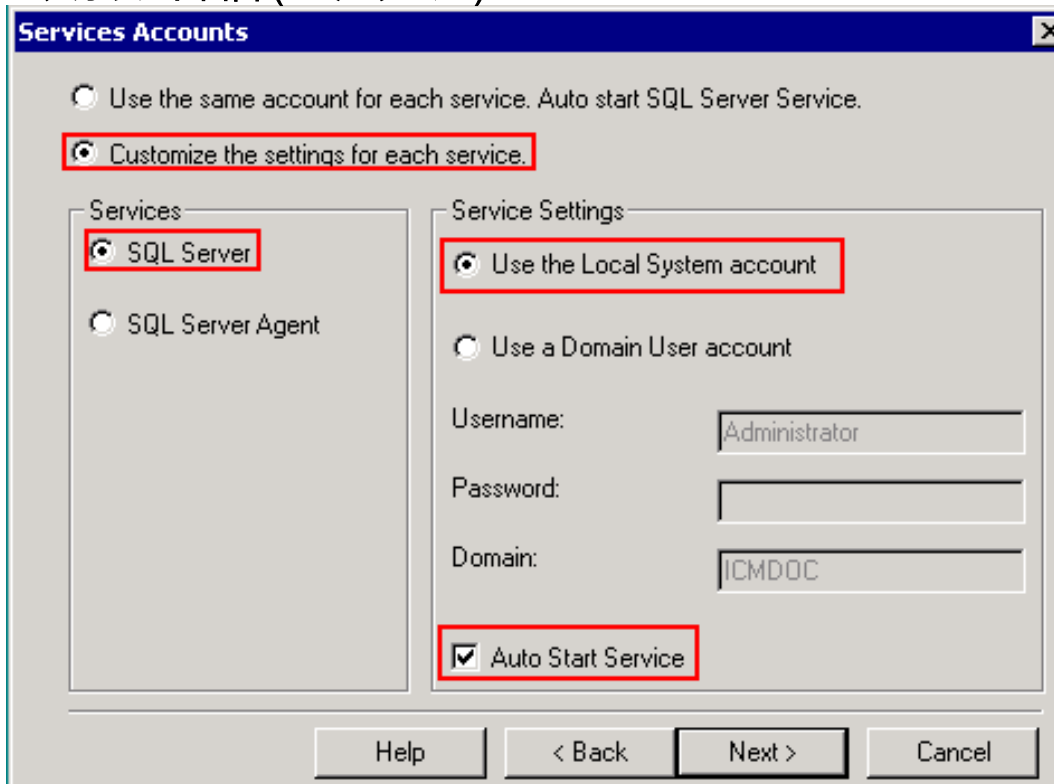 Services Accounts
Use the same account for each service. Auto start SQL Server Service.
Customize the settings for each service.
Services
SQL Server
SQL Server Agent
Service Settings
Use the Local System account
Use a Domain User account
Username:
Administrator
Password:
Domain:
ICMDOC
Auto Start Service
Help
< Back
Next >
Cancel